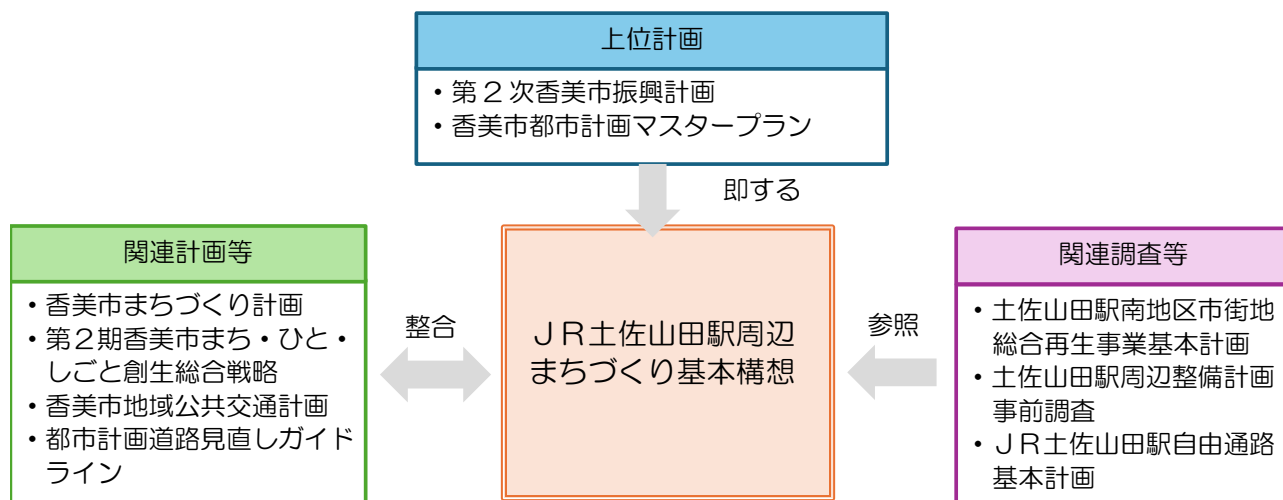 上位計画
・第２次香美市振興計画
・香美市都市計画マスタープラン
即する
関連計画等
・香美市まちづくり計画
・第２期香美市まち・ひと・
しごと創生総合戦略
・香美市地域公共交通計画
・都市計画道路見直しガイド
ライン
整合
ＪＲ土佐山田駅周辺
まちづくり基本構想
参照
関連調査等
・土佐山田駅南地区市街地
総合再生事業基本計画
・土佐山田駅周辺整備計画
事前調査
・ＪＲ土佐山田駅自由通路
基本計画